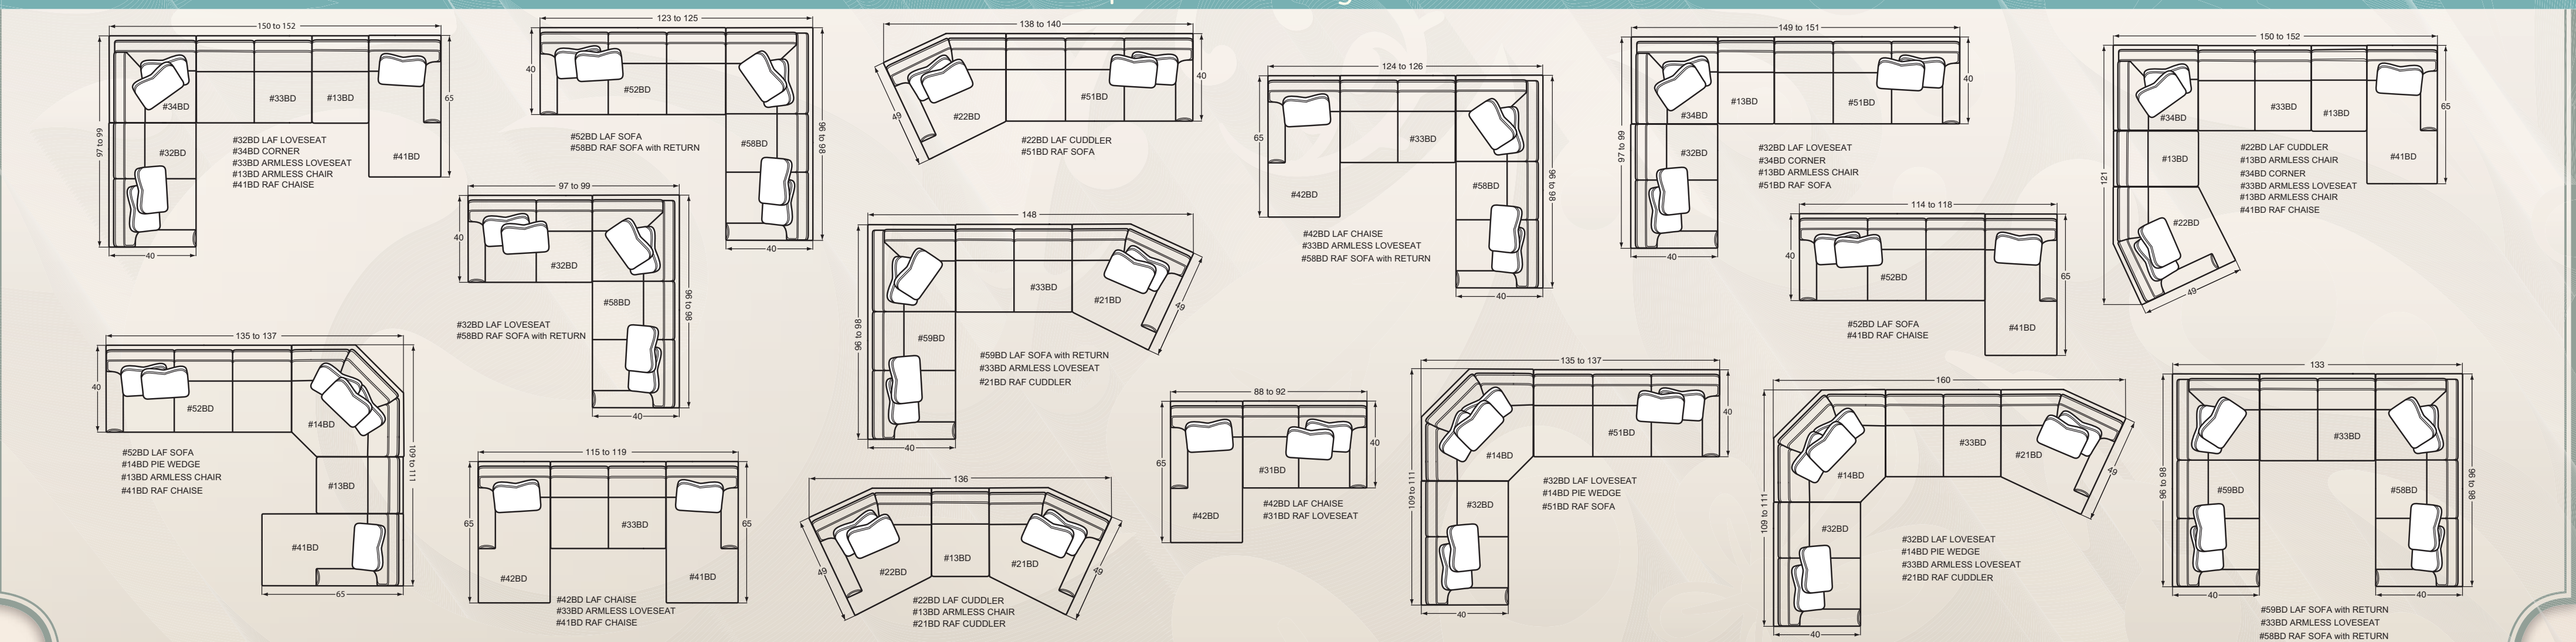 150 to 152
97 to 99
65
40
#34BD
#33BD
#13BD
#32BD
#41BD
#32BD LAF LOVESEAT
#34BD CORNER
#33BD ARMLESS LOVESEAT
#13BD ARMLESS CHAIR
#41BD RAF CHAISE
123 to 125
40
#52BD
#58BD
96 to 98
40
#52BD LAF SOFA
#58BD RAF SOFA with RETURN
138 to 140
40
49
#22BD
#51BD
#22BD LAF CUDDLER
#51BD RAF SOFA
124 to 126
65
#33BD
#42BD
#58BD
96 to 98
40
#42BD LAF CHAISE
#33BD ARMLESS LOVESEAT
#58BD RAF SOFA with RETURN
149 to 151
97 to 99
40
#34BD
#13BD
#51BD
#32BD
40
#32BD LAF LOVESEAT
#34BD CORNER
#13BD ARMLESS CHAIR
#51BD RAF SOFA
150 to 152
121
65
#34BD
#33BD
#13BD
#13BD
#41BD
#22BD
49
#22BD LAF CUDDLER
#13BD ARMLESS CHAIR
#34BD CORNER
#33BD ARMLESS LOVESEAT
#13BD ARMLESS CHAIR
#41BD RAF CHAISE
97 to 99
40
#32BD
#58BD
96 to 98
40
#32BD LAF LOVESEAT
#58BD RAF SOFA with RETURN
148
96 to 98
49
#33BD
#21BD
#59BD
40
#59BD LAF SOFA with RETURN
#33BD ARMLESS LOVESEAT
#21BD RAF CUDDLER
114 to 118
40
65
#52BD
#41BD
#52BD LAF SOFA
#41BD RAF CHAISE
135 to 137
40
#52BD
#14BD
109 to 111
#13BD
#41BD
65
#52BD LAF SOFA
#14BD PIE WEDGE
#13BD ARMLESS CHAIR
#41BD RAF CHAISE
115 to 119
65
65
#33BD
#42BD
#41BD
#42BD LAF CHAISE
#33BD ARMLESS LOVESEAT
#41BD RAF CHAISE
136
49
49
#22BD
#13BD
#21BD
#22BD LAF CUDDLER
#13BD ARMLESS CHAIR
#21BD RAF CUDDLER
88 to 92
65
40
#31BD
#42BD
#42BD LAF CHAISE
#31BD RAF LOVESEAT
135 to 137
109 to 111
40
#14BD
#51BD
#32BD
40
#32BD LAF LOVESEAT
#14BD PIE WEDGE
#51BD RAF SOFA
160
109 to 111
49
#14BD
#33BD
#21BD
#32BD
40
#32BD LAF LOVESEAT
#14BD PIE WEDGE
#33BD ARMLESS LOVESEAT
#21BD RAF CUDDLER
133
96 to 98
96 to 98
#33BD
#59BD
#58BD
40
40
#59BD LAF SOFA with RETURN
#33BD ARMLESS LOVESEAT
#58BD RAF SOFA with RETURN